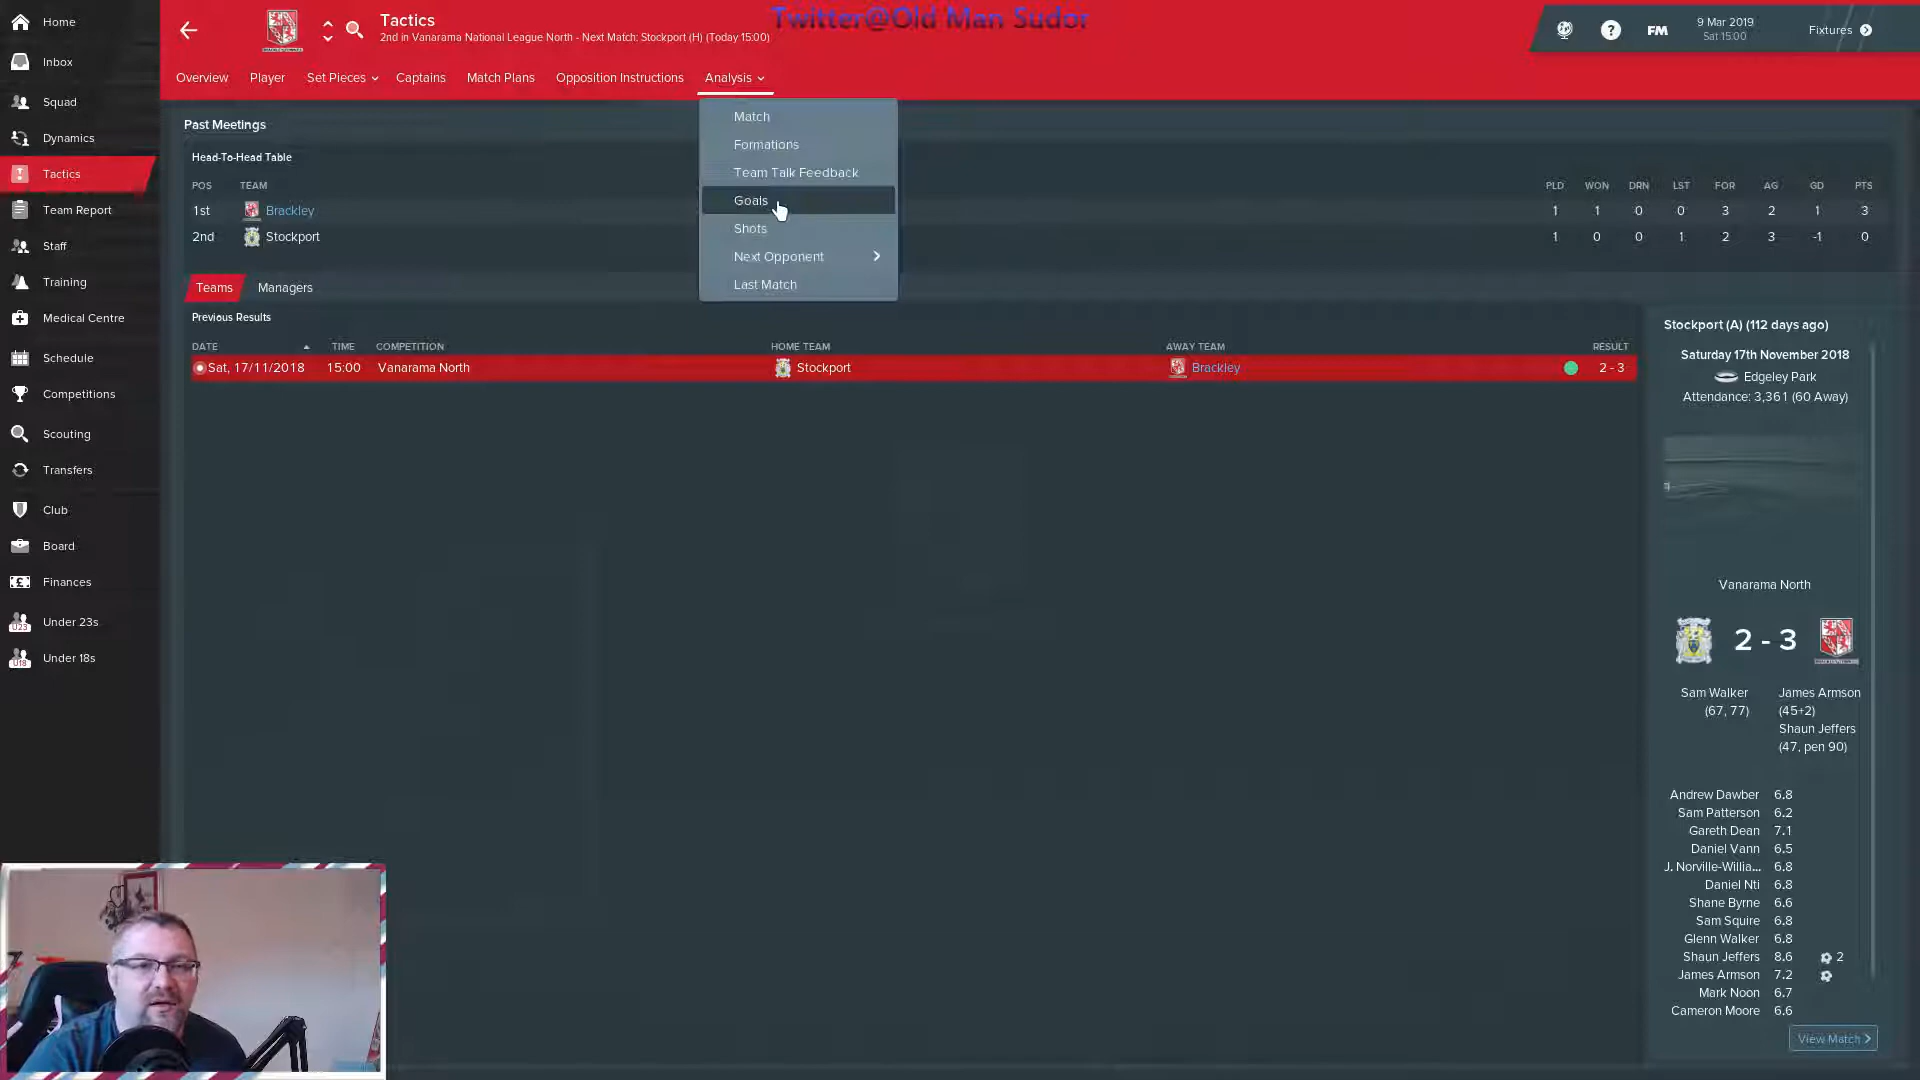 Home
Inbox
Squad
Dynamics
Tactics
Team Report
Staff
Training
Medical Centre
Schedule
Competitions
Scouting
Transfers
Club
Board
Finances
Under 23s
Under 18s
U23
U18
Tactics
2nd in Vanarama National League North - Next Match: Stockport (H) (Today 15:00)
Twitter@Old Man Sudor
FM
9 Mar 2019
Sat 15:00
Fixtures
Overview Player Set Pieces Captains Match Plans Opposition Instructions Analysis
Match
Formations
Team Talk Feedback
Goals
Shots
Next Opponent
Last Match
Past Meetings
Head-To-Head Table
POS TEAM PLD WON DRN LST FOR AG GD PTS
1st Brackley 1 1 0 0 3 2 1 3
2nd Stockport 1 0 0 1 2 3 -1 0
Teams Managers
Previous Results
DATE TIME COMPETITION HOME TEAM AWAY TEAM RESULT
Sat, 17/11/2018 15:00 Vanarama North Stockport Brackley 2 - 3
Stockport (A) (112 days ago)
Saturday 17th November 2018
Edgeley Park
Attendance: 3,361 (60 Away)
Vanarama North
2 - 3
Sam Walker
(67, 77)
James Armson
(45+2)
Shaun Jeffers
(47, pen 90)
Andrew Dawber 6.8
Sam Patterson 6.2
Gareth Dean 7.1
Daniel Vann 6.5
J. Norville-Willia... 6.8
Daniel Nti 6.8
Shane Byrne 6.6
Sam Squire 6.8
Glenn Walker 6.8
Shaun Jeffers 8.6 2
James Armson 7.2
Mark Noon 6.7
Cameron Moore 6.6
View Match